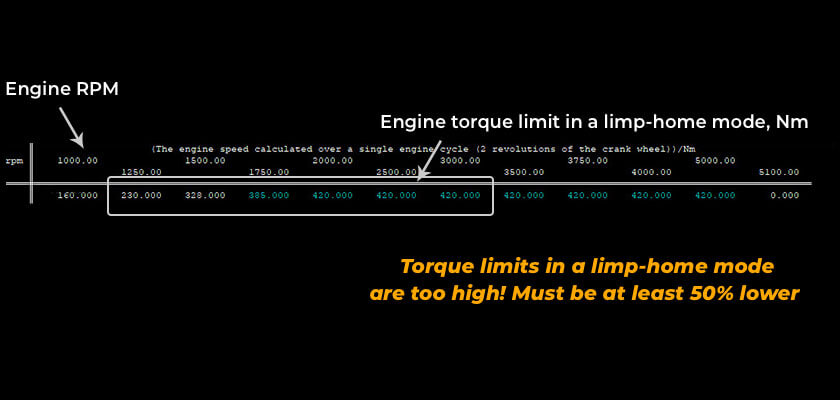 Engine RPM
Engine torque limit in a limp-home mode, Nm
(The engine speed calculated over a single engine cycle (2 revolutions of the crank wheel))/Nm
rpm 1000.00 1500.00 2000.00 3000.00 3750.00 5000.00
1250.00 1750.00 2500.00 3500.00 4000.00 5100.00
160.000 230.000 328.000 385.000 420.000 420.000 420.000 420.000 420.000 420.000 420.000 0.000
Torque limits in a limp-home mode
are too high! Must be at least 50% lower